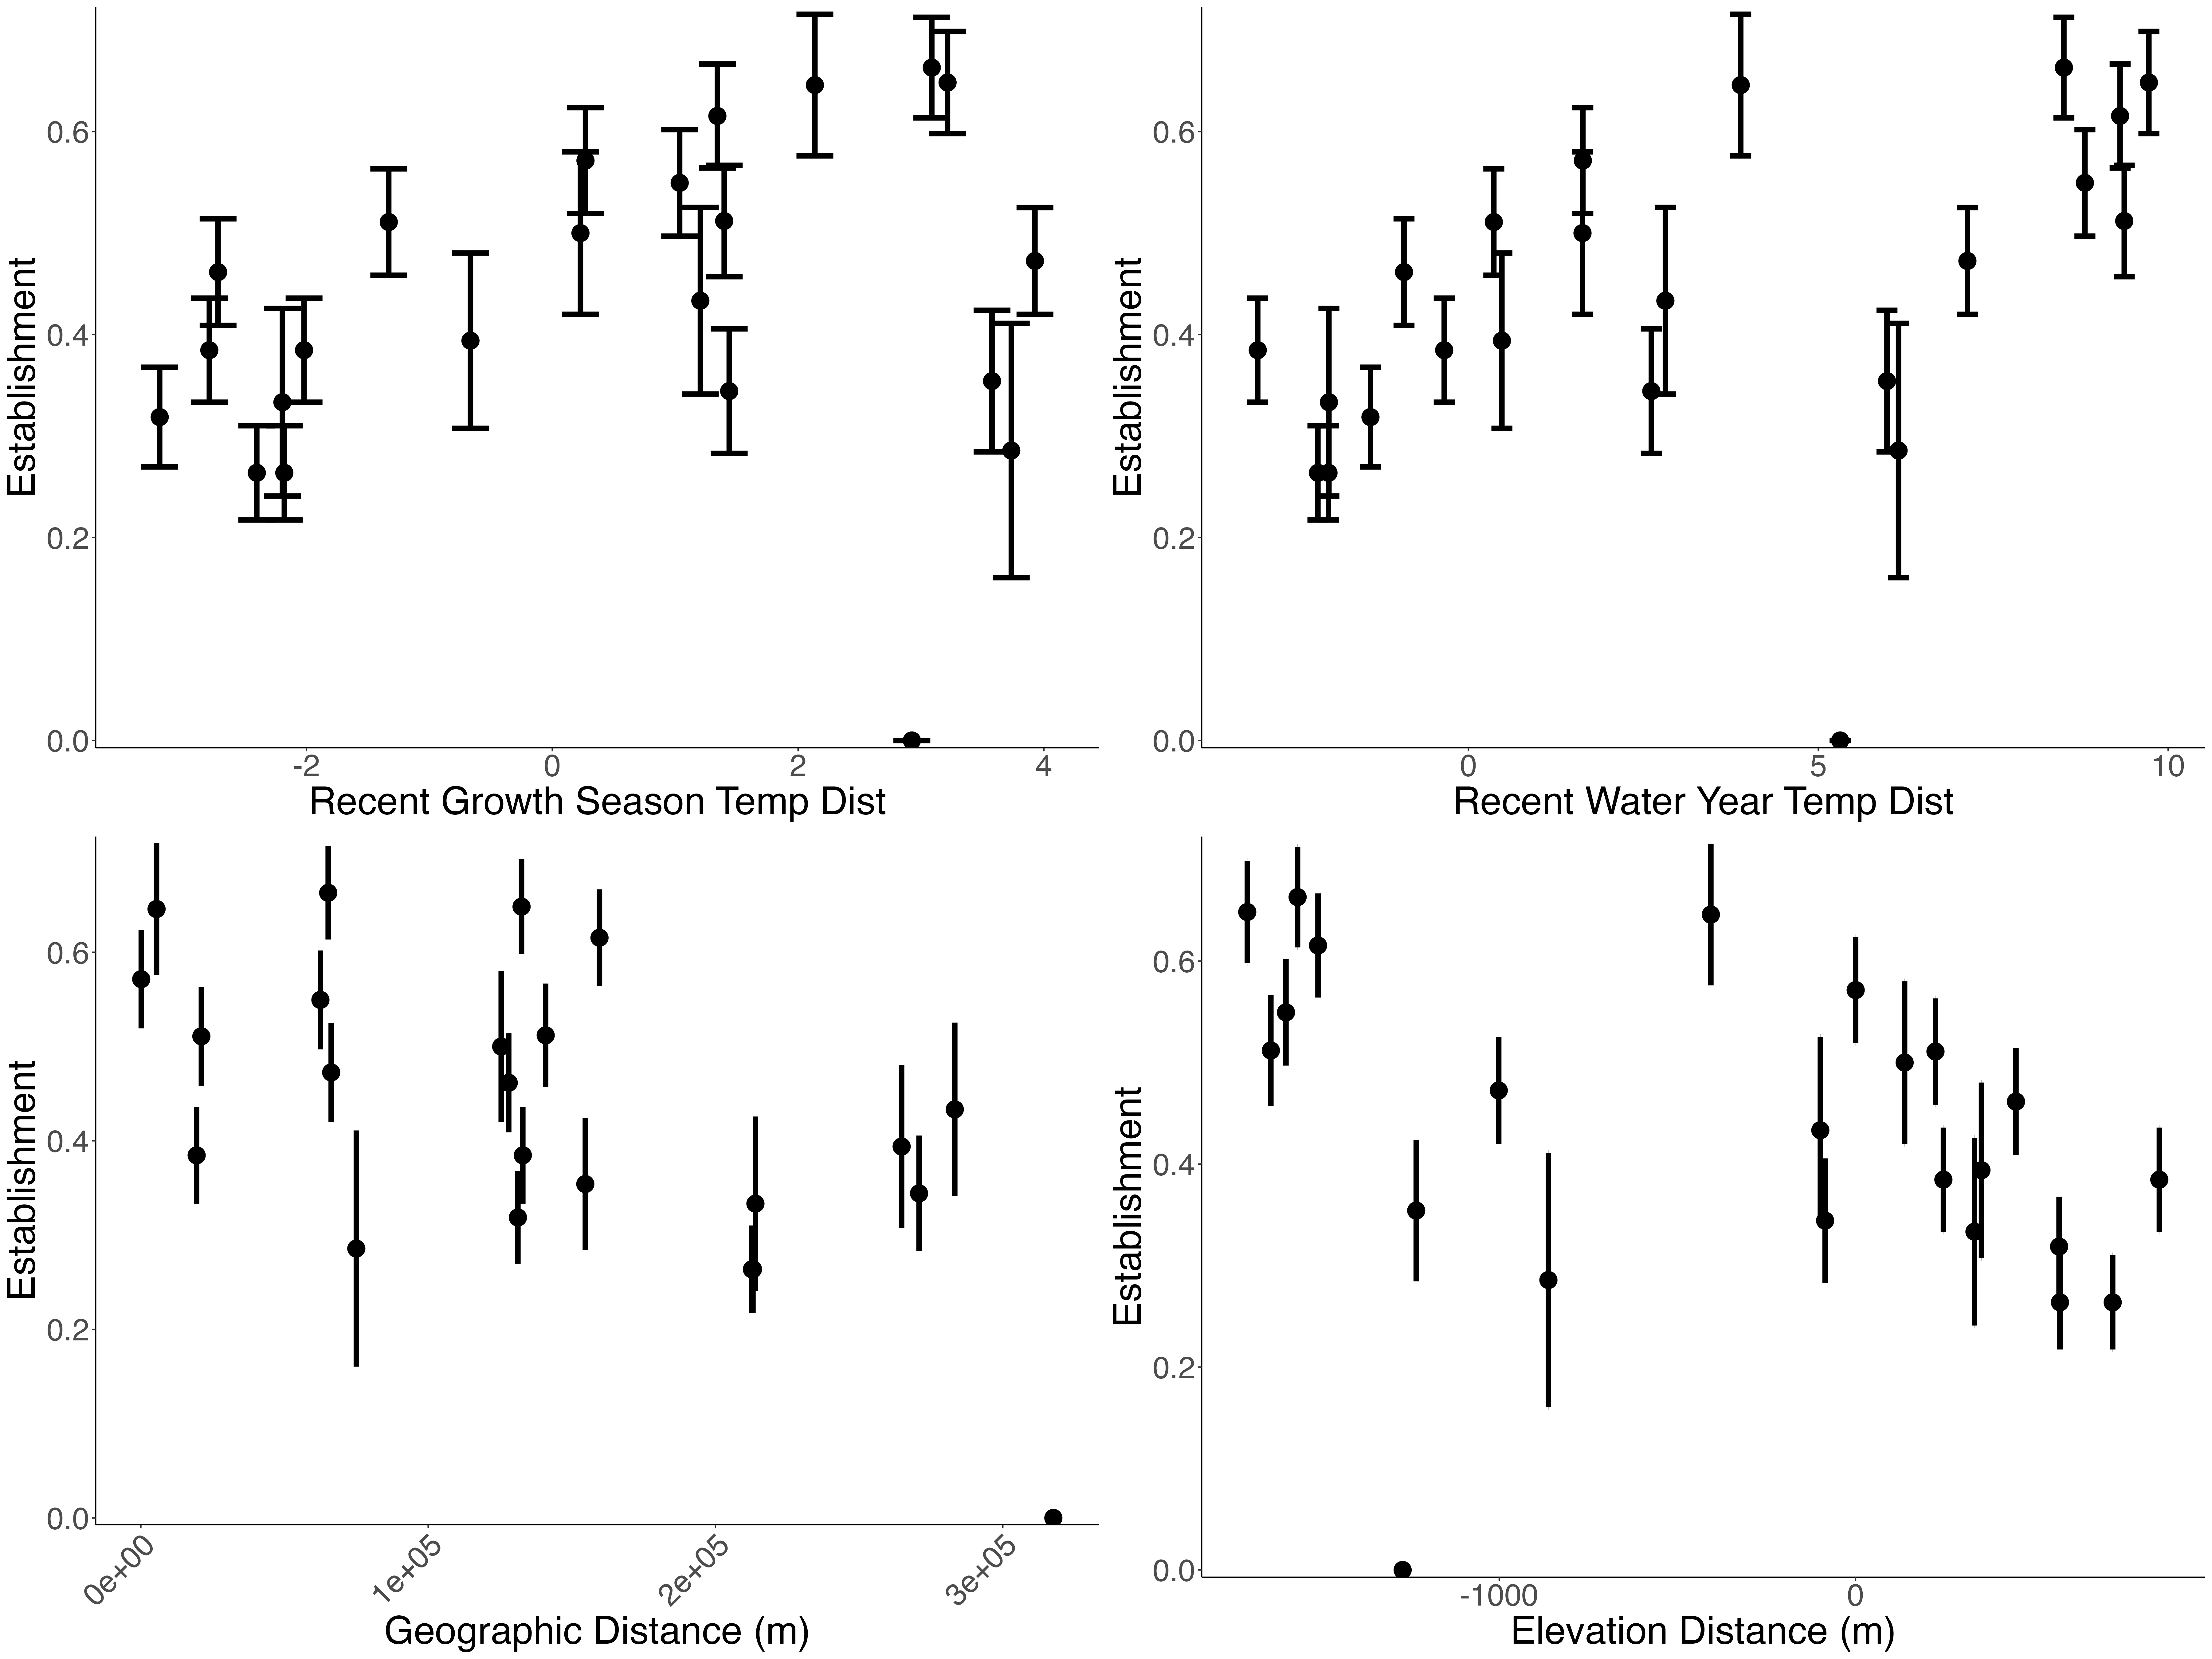 Establishment
0.6
0.4
0.2
0.0
-2 0 2 4
Recent Growth Season Temp Dist
Establishment
0.6
0.4
0.2
0.0
0 5 10
Recent Water Year Temp Dist
Establishment
0.6
0.4
0.2
0.0
0e+00 1e+05 2e+05 3e+05
Geographic Distance (m)
Establishment
0.6
0.4
0.2
0.0
-1000 0
Elevation Distance (m)